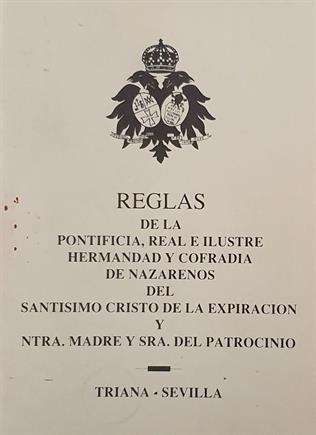 REGLAS
DE LA
PONTIFICIA, REAL E ILUSTRE
HERMANDAD Y COFRADIA
DE NAZARENOS
DEL
SANTISIMO CRISTO DE LA EXPIRACION
Y
NTRA. MADRE Y SRA. DEL PATROCINIO
TRIANA - SEVILLA